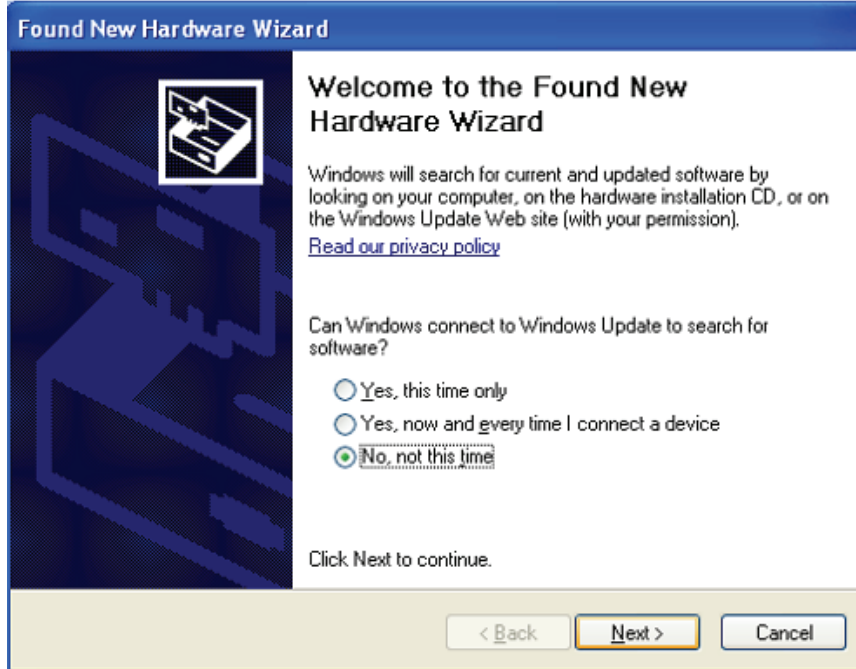 Found New Hardware Wizard
Welcome to the Found New
Hardware Wizard
Windows will search for current and updated software by
looking on your computer, on the hardware installation CD, or on
the Windows Update Web site (with your permission).
Read our privacy policy
Can Windows connect to Windows Update to search for
software?
Yes, this time only
Yes, now and every time I connect a device
No, not this time
Click Next to continue.
< Back Next > Cancel